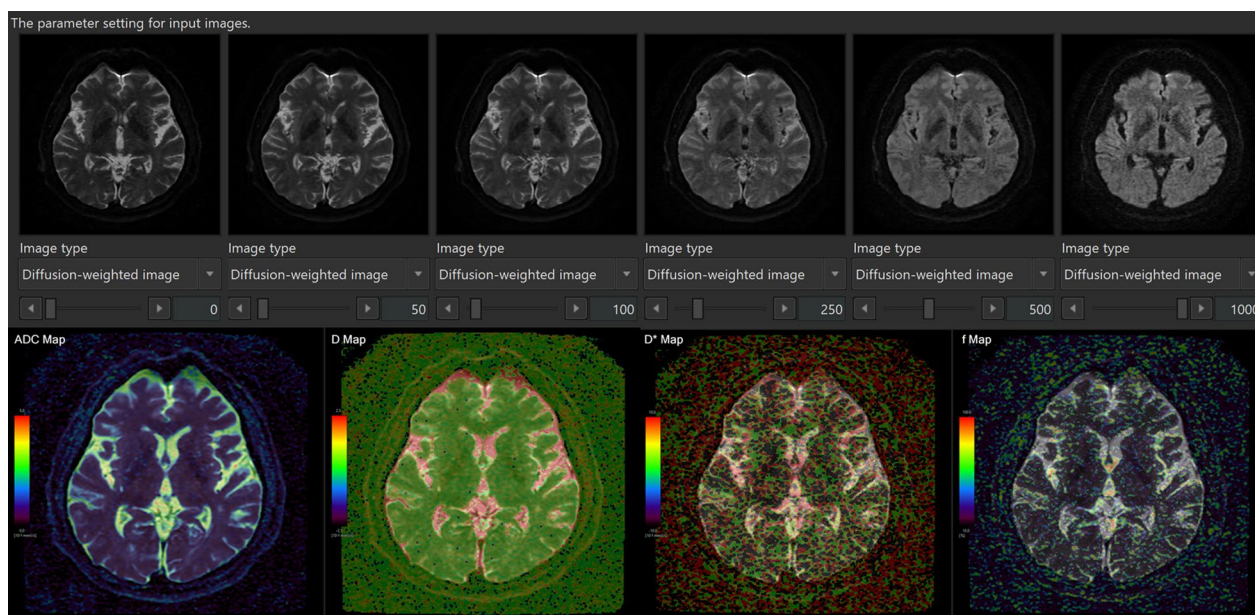 The parameter setting for input images.
Image type Image type Image type Image type Image type Image type
Diffusion-weighted image Diffusion-weighted image Diffusion-weighted image Diffusion-weighted image Diffusion-weighted image Diffusion-weighted image
0 50 100 250 500 1000
ADC Map D Map D* Map f Map